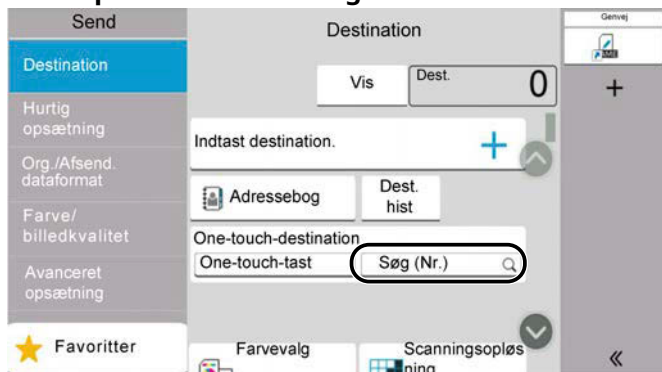 Send
Destination
Hurtig
opsætning
Org./Afsend.
dataformat
Farve/
billedkvalitet
Avanceret
opsætning
Favoritter
Destination
Vis
Dest.
0
Indtast destination.
Adressebog
Dest.
hist
One-touch-destination
One-touch-tast
Søg (Nr.)
Farvevalg
Scanningsopløs
ning
Genvej